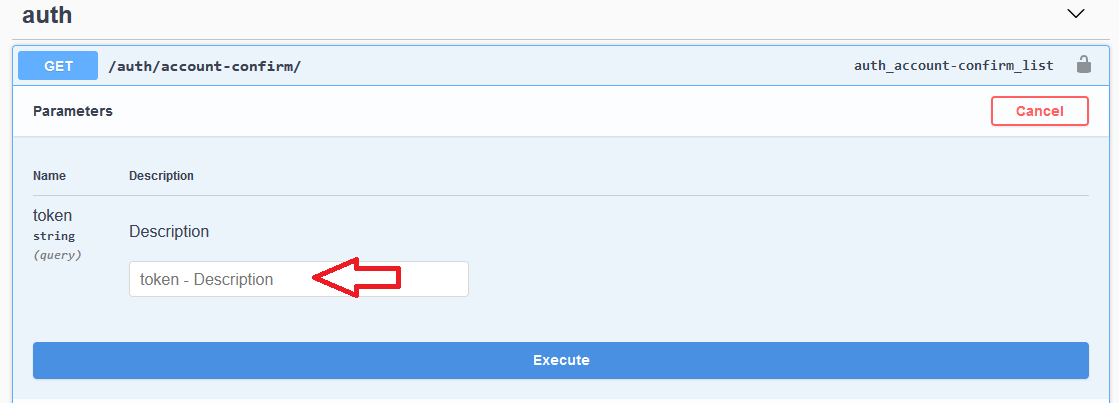 auth
GET /auth/account-confirm/ auth_account-confirm_list
Parameters Cancel
Name Description
token
string
(query)
Description
token - Description
Execute